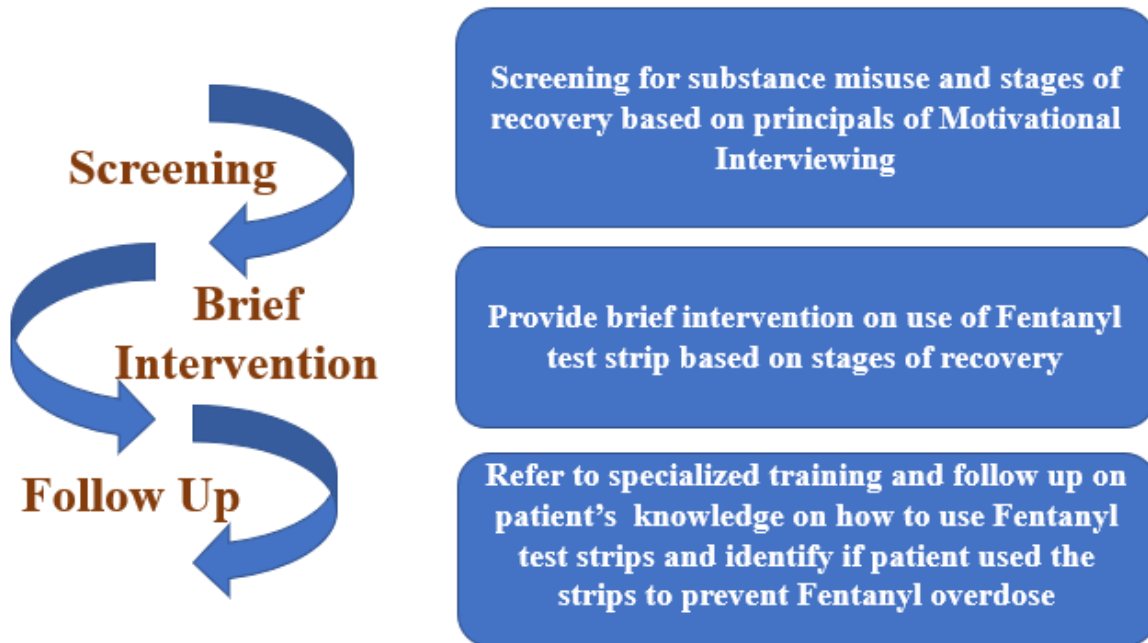 Screening
Screening for substance misuse and stages of
recovery based on principals of Motivational
Interviewing
Brief
Intervention
Provide brief intervention on use of Fentanyl
test strip based on stages of recovery
Follow Up
Refer to specialized training and follow up on
patient’s knowledge on how to use Fentanyl
test strips and identify if patient used the
strips to prevent Fentanyl overdose